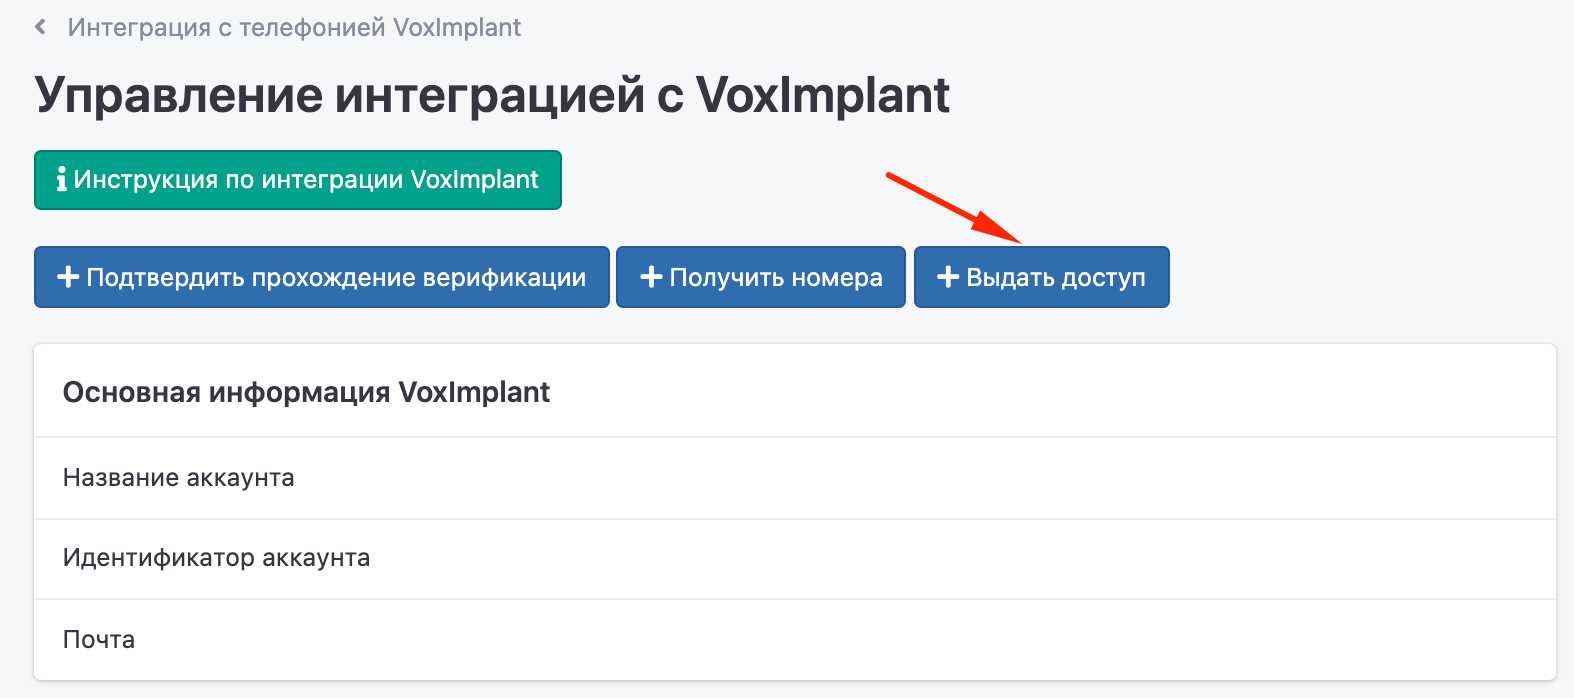 Интеграция с телефонией VoxImplant
Управление интеграцией с VoxImplant
Инструкция по интеграции VoxImplant
Подтвердить прохождение верификации
Получить номера
Выдать доступ
Основная информация VoxImplant
Название аккаунта
Идентификатор аккаунта
Почта